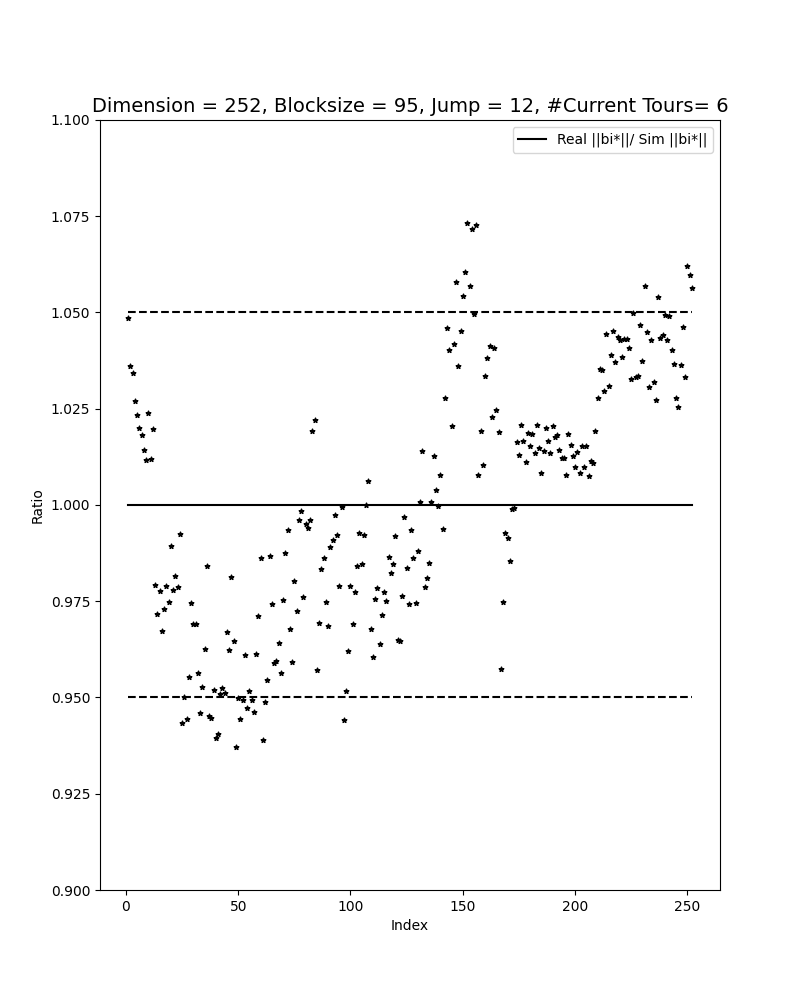 Dimension = 252, Blocksize = 95, Jump = 12, #Current Tours= 6
1.100
Real ||bi*||/ Sim ||bi*||
1.075
1.050
1.025
1.000
Ratio
0.975
0.950
0.925
0.900
0 50 100 150 200 250
Index